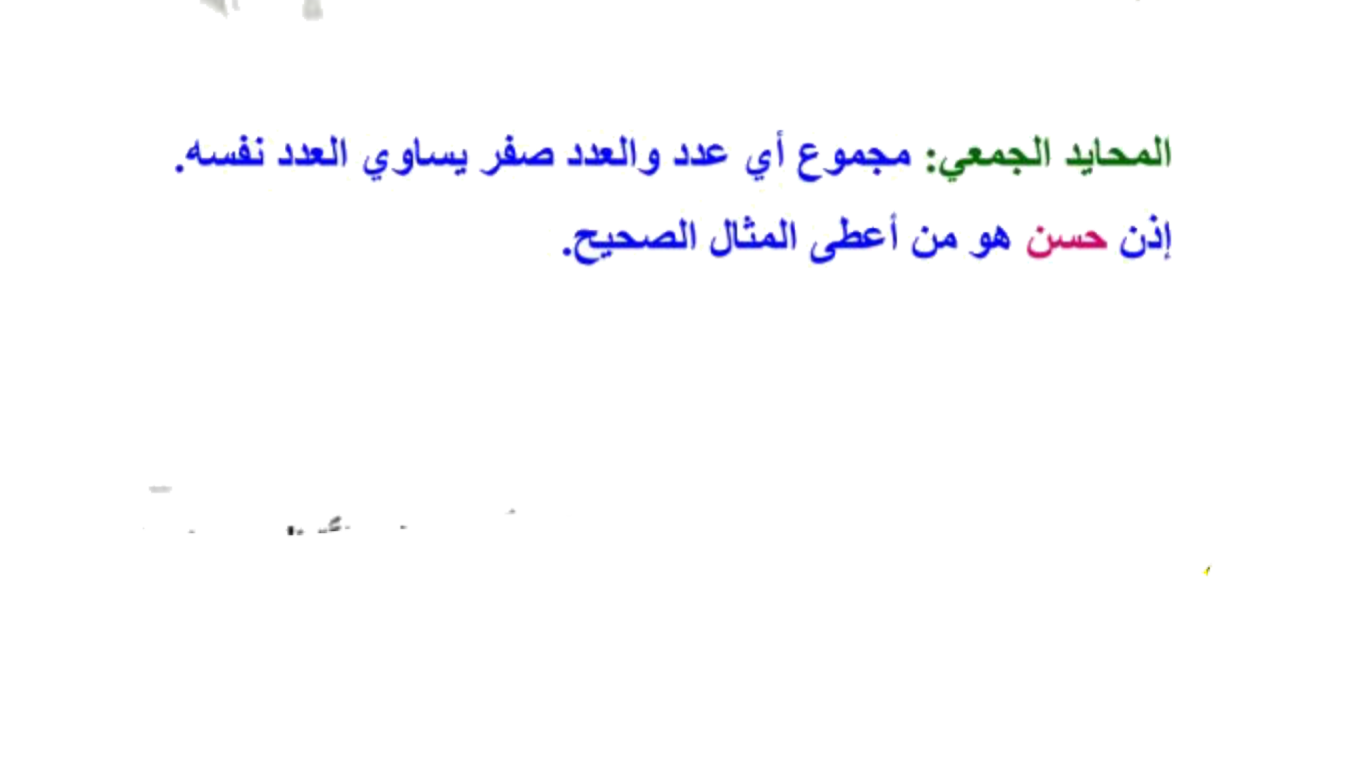 المحايد الجمعي: مجموع أي عدد والعدد صفر يساوي العدد نفسه.
إذن حسن هو من أعطى المثال الصحيح.